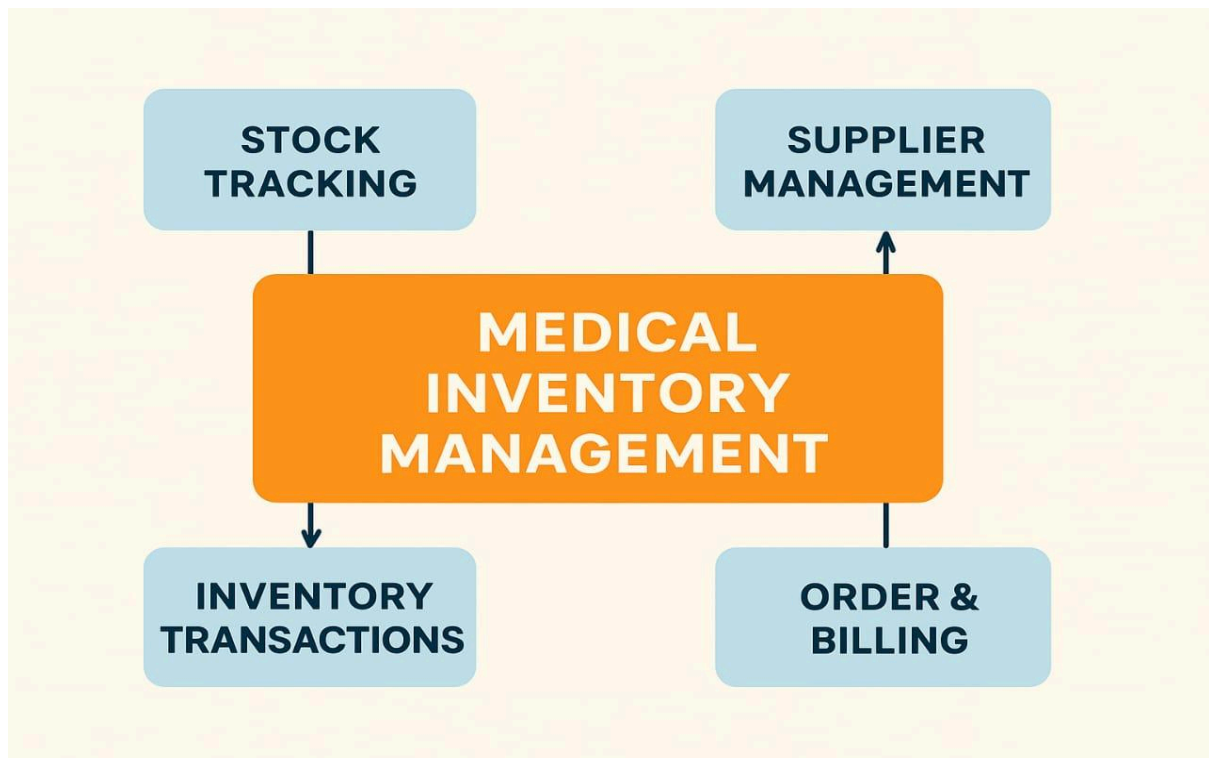 STOCK
TRACKING
SUPPLIER
MANAGEMENT
MEDICAL
INVENTORY
MANAGEMENT
INVENTORY
TRANSACTIONS
ORDER &
BILLING